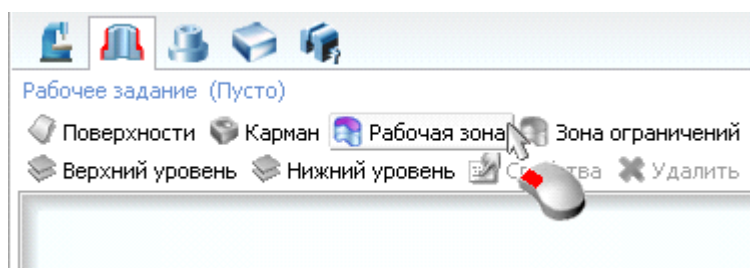 Рабочее задание (Пусто)
Поверхности Карман Рабочая зона Зона ограничений
Верхний уровень Нижний уровень Удалить